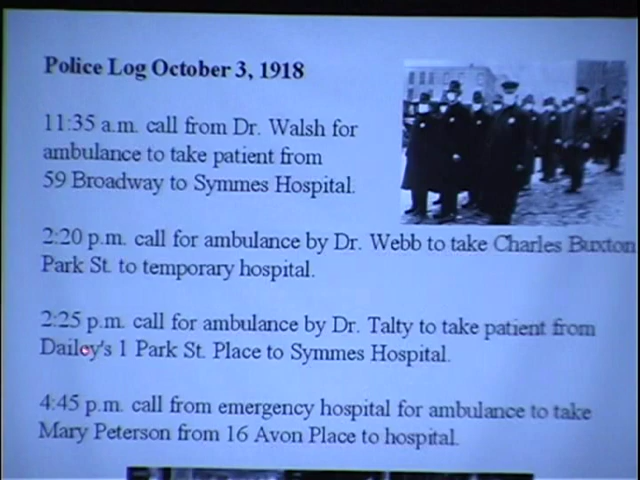 Police Log October 3, 1918
11:35 a.m. call from Dr. Walsh for
ambulance to take patient from
59 Broadway to Symmes Hospital.
2:20 p.m. call for ambulance by Dr. Webb to take Charles Buxton
Park St. to temporary hospital.
2:25 p.m. call for ambulance by Dr. Talty to take patient from
Dailey's 1 Park St. Place to Symmes Hospital.
4:45 p.m. call from emergency hospital for ambulance to take
Mary Peterson from 16 Avon Place to hospital.